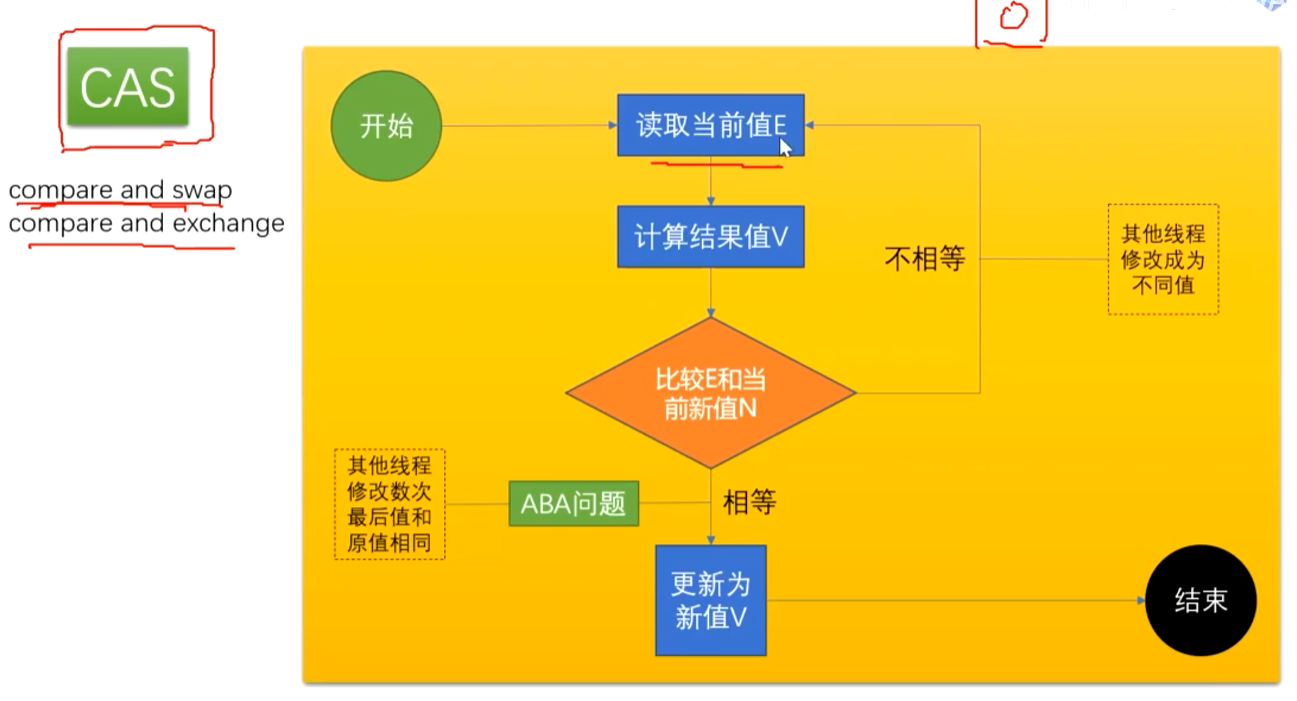 CAS
compare and swap
compare and exchange
0
开始
读取当前值E
计算结果值V
不相等
其他线程
修改成为
不同值
比较E和当
前新值N
其他线程
修改数次
最后值和
原值相同
ABA问题
相等
更新为
新值V
结束